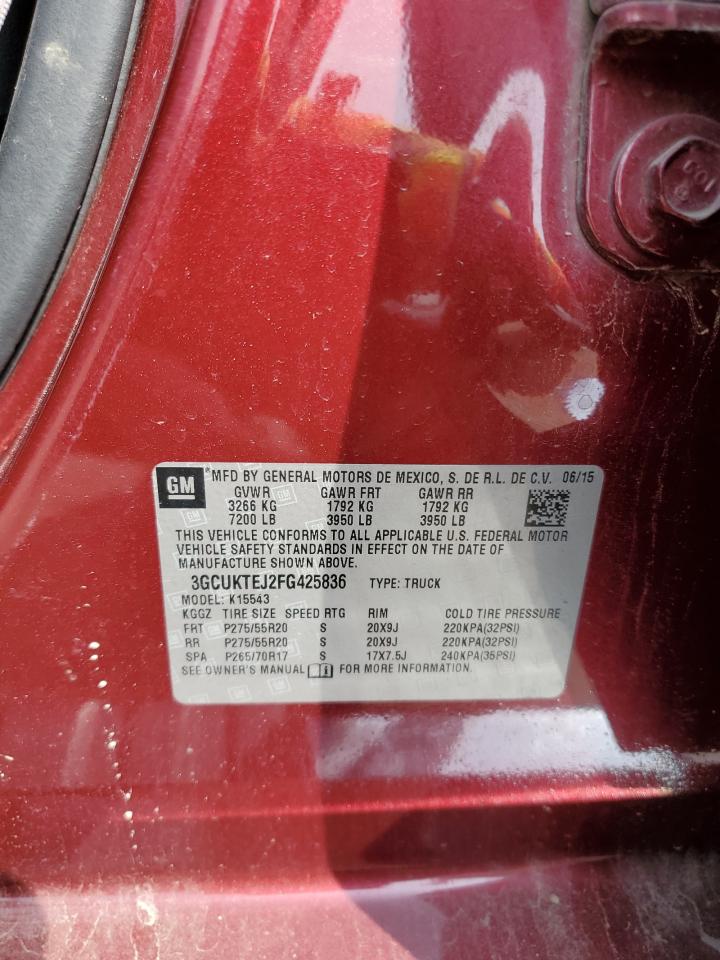 GM ® MFD BY GENERAL MOTORS DE MEXICO, S. DE R.L. DE C.V. 06/15
GVWR GAWR FRT GAWR RR
3266 KG 1792 KG 1792 KG
7200 LB 3950 LB 3950 LB
THIS VEHICLE CONFORMS TO ALL APPLICABLE U.S. FEDERAL MOTOR
VEHICLE SAFETY STANDARDS IN EFFECT ON THE DATE OF
MANUFACTURE SHOWN ABOVE.
3GCUKTEJ2FG425836 TYPE: TRUCK
MODEL: K15543
KGGZ TIRE SIZE SPEED RTG RIM COLD TIRE PRESSURE
FRT P275/55R20 S 20X9J 220KPA(32PSI)
RR P275/55R20 S 20X9J 220KPA(32PSI)
SPA P265/70R17 S 17X7.5J 240KPA(35PSI)
SEE OWNER'S MANUAL FOR MORE INFORMATION.